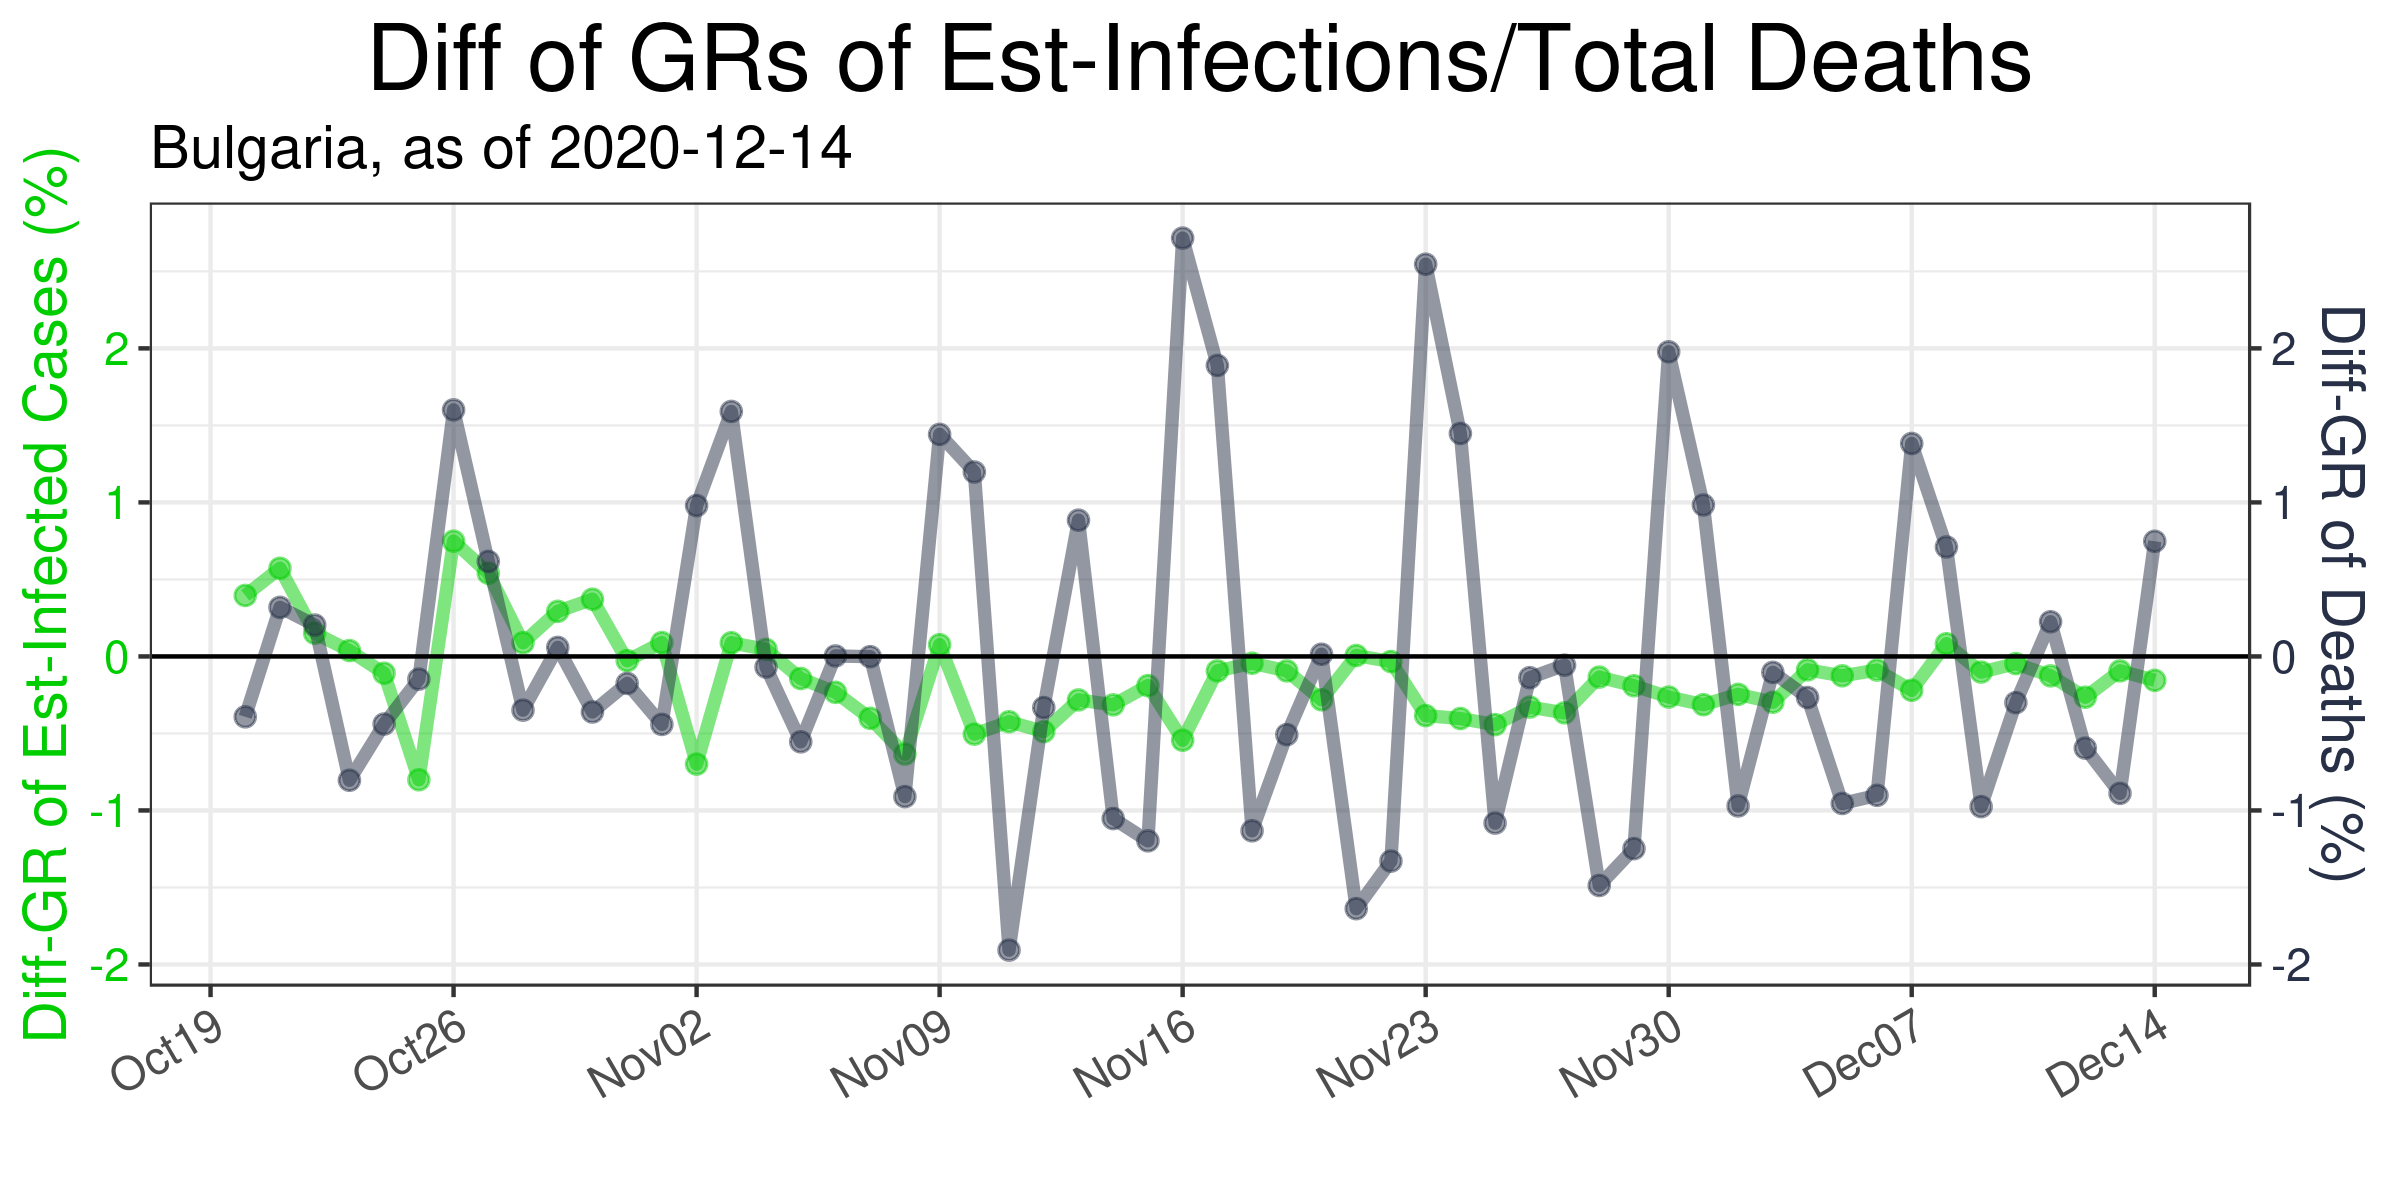 Diff of GRs of Est-Infections/Total Deaths
Bulgaria, as of 2020-12-14
Diff-GR of Est-Infected Cases (%)
2
1
0
-1
-2
2
1
0
-1
-2
Diff-GR of Deaths (%)
Oct19
Oct26
Nov02
Nov09
Nov16
Nov23
Nov30
Dec07
Dec14